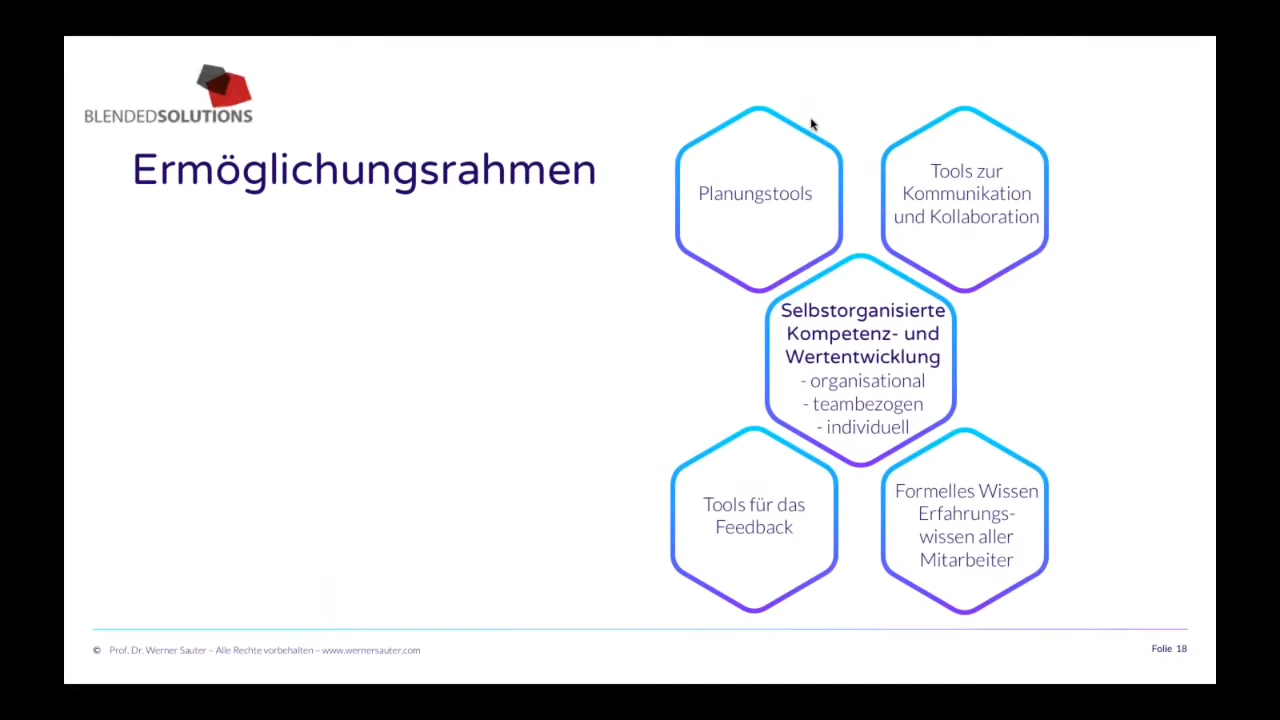 BLENDEDSOLUTIONS
Ermöglichungsrahmen
Planungstools
Tools zur
Kommunikation
und Kollaboration
Selbstorganisierte
Kompetenz- und
Wertentwicklung
- organisational
- teambezogen
- individuell
Tools für das
Feedback
Formelles Wissen
Erfahrungs-
wissen aller
Mitarbeiter
© Prof. Dr. Werner Sauter – Alle Rechte vorbehalten – www.wernersauter.com
Folie 18